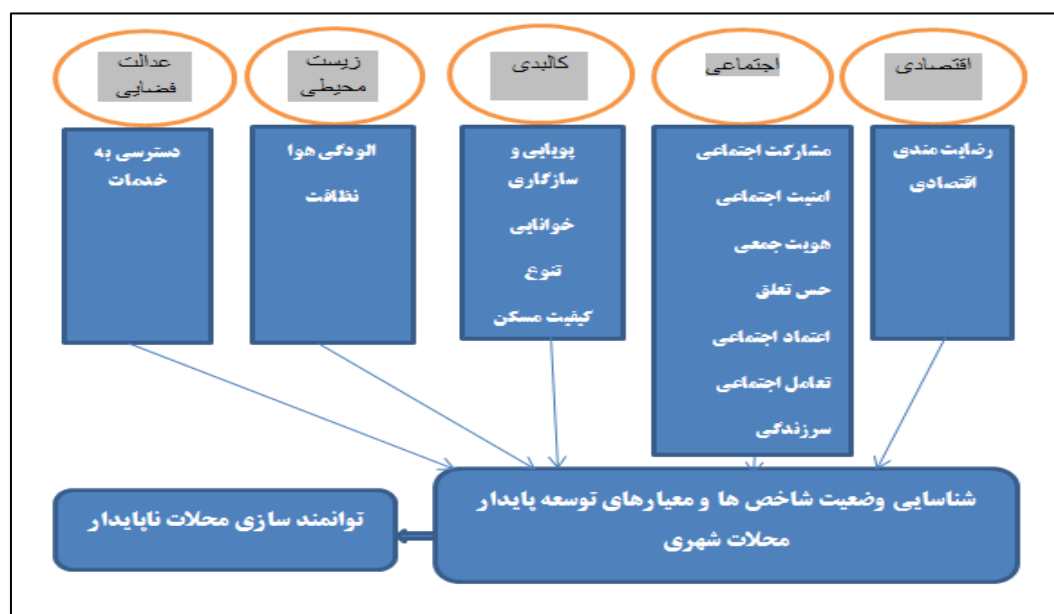 اقتصادی
اجتماعی
کالبدی
زیست
محیطی
عدالت
فضایی
رضایت مندی
اقتصادی
مشارکت اجتماعی
امنیت اجتماعی
هویت جمعی
حس تعلق
اعتماد اجتماعی
تعامل اجتماعی
سرزندگی
پویایی و
سازگاری
خوانایی
تنوع
کیفیت مسکن
الودگی هوا
نظافت
دسترسی به
خدمات
شناسایی وضعیت شاخص ها و معیارهای توسعه پایدار
محلات شهری
توانمند سازی محلات ناپایدار